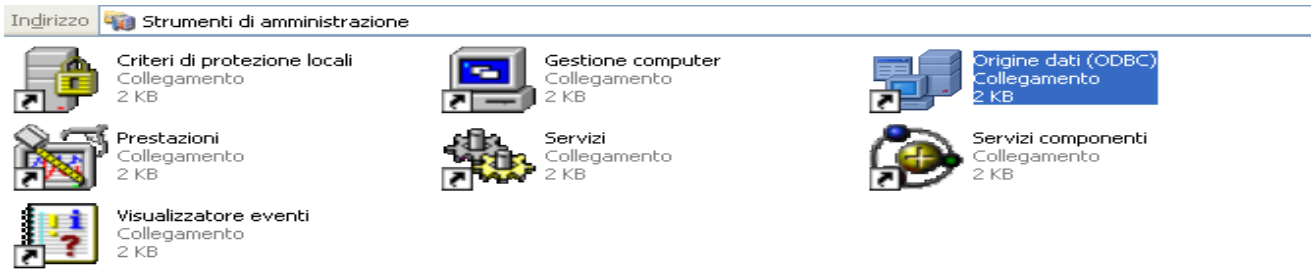 Indirizzo Strumenti di amministrazione
Criteri di protezione locali
Collegamento
2 KB
Gestione computer
Collegamento
2 KB
Origine dati (ODBC)
Collegamento
2 KB
Prestazioni
Collegamento
2 KB
Servizi
Collegamento
2 KB
Servizi componenti
Collegamento
2 KB
Visualizzatore eventi
Collegamento
2 KB